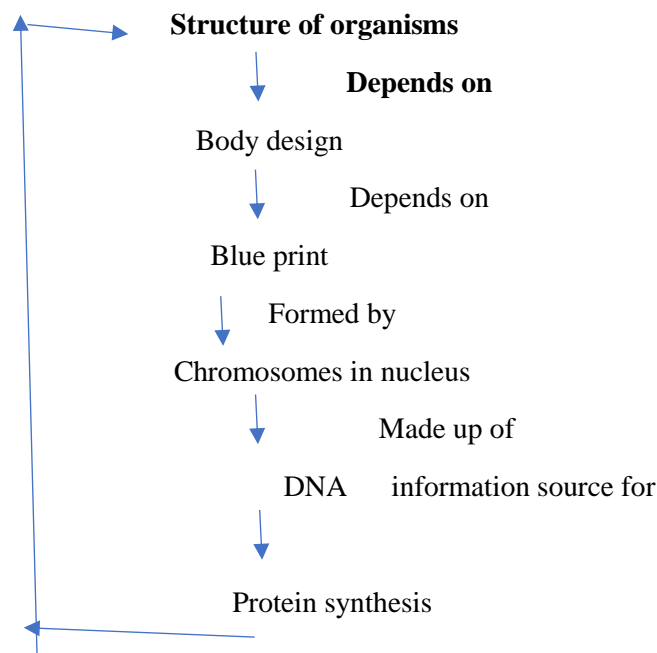 Structure of organisms
Depends on
Body design
Depends on
Blue print
Formed by
Chromosomes in nucleus
Made up of
DNA information source for
Protein synthesis